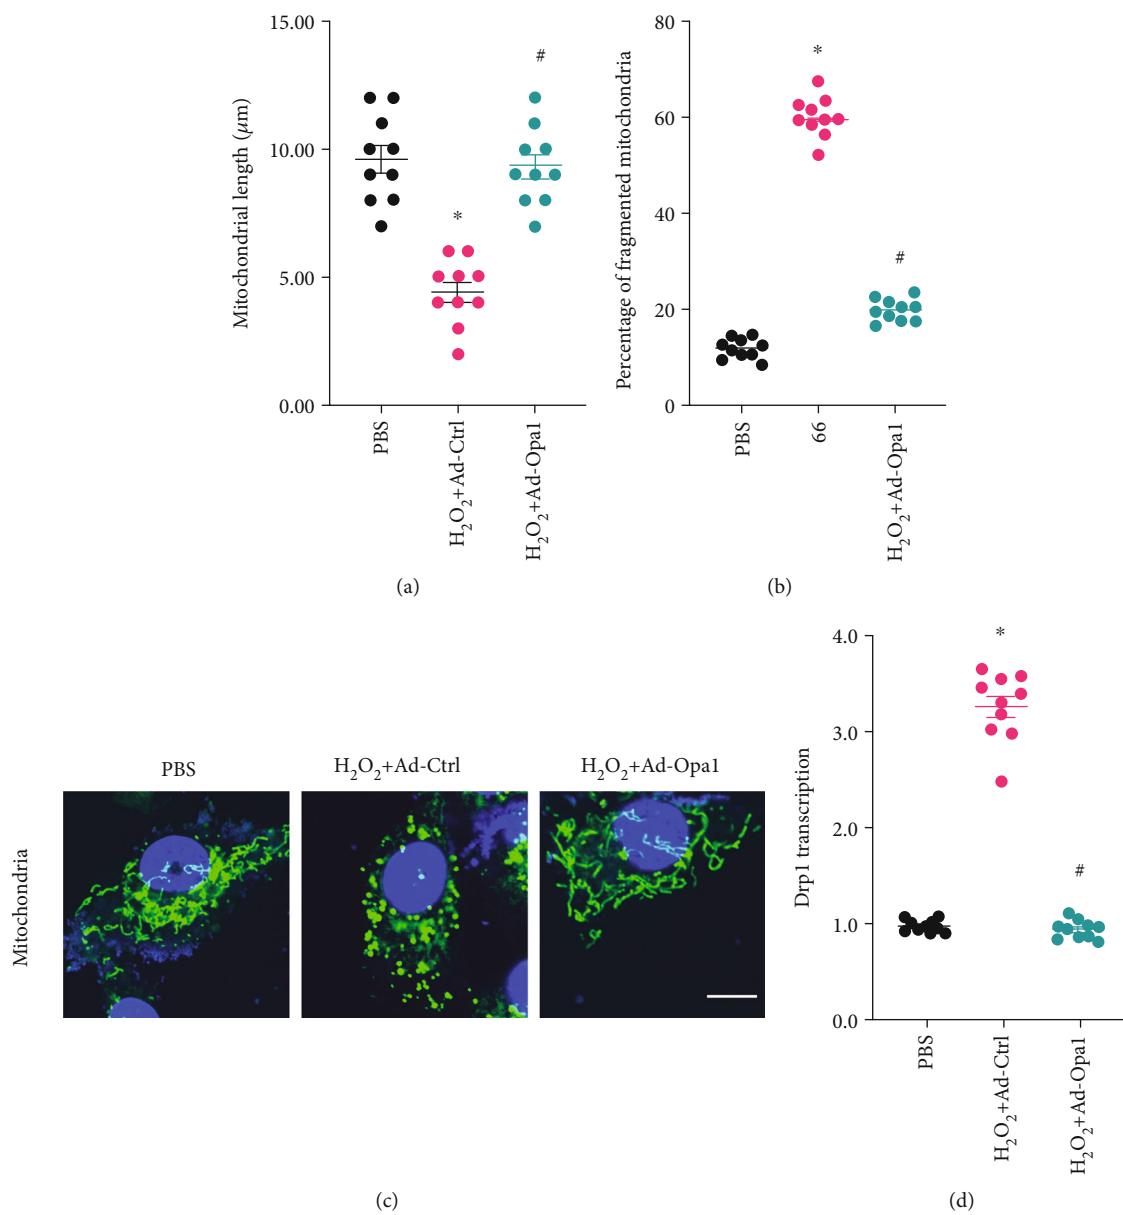 Mitochondrial length (μm)
15.00
10.00
5.00
0.00
*
#
PBS
H₂O₂+Ad-Ctrl
H₂O₂+Ad-Opa1
(a)
Percentage of fragmented mitochondria
80
60
40
20
0
*
#
PBS
66
H₂O₂+Ad-Opa1
(b)
Mitochondria
PBS
H₂O₂+Ad-Ctrl
H₂O₂+Ad-Opa1
(c)
Drp1 transcription
4.0
3.0
2.0
1.0
0.0
*
#
PBS
H₂O₂+Ad-Ctrl
H₂O₂+Ad-Opa1
(d)